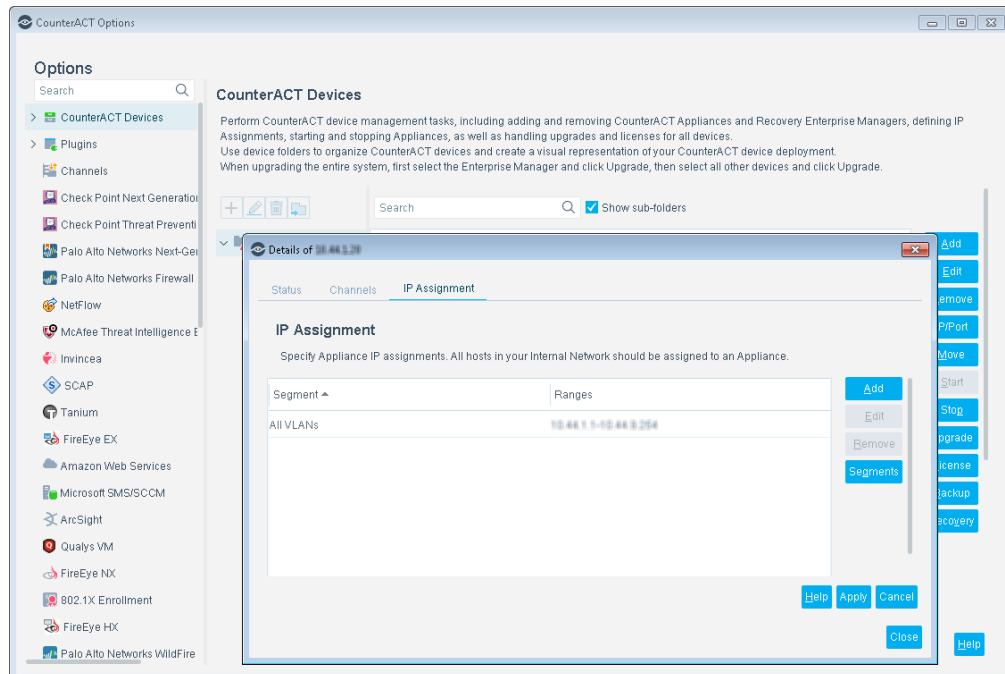 CounterACT Options
Options
Search
CounterACT Devices
Plugins
Channels
Check Point Next Generation
Check Point Threat Preventi
Palo Alto Networks Next-Ge
Palo Alto Networks Firewall
NetFlow
McAfee Threat Intelligence E
Invincea
SCAP
Tanium
FireEye EX
Amazon Web Services
Microsoft SMS/SCCM
ArcSight
Qualys VM
FireEye NX
802.1X Enrollment
FireEye HX
Palo Alto Networks WildFire
CounterACT Devices
Perform CounterACT device management tasks, including adding and removing CounterACT Appliances and Recovery Enterprise Managers, defining IP
Assignments, starting and stopping Appliances, as well as handling upgrades and licenses for all devices.
Use device folders to organize CounterACT devices and create a visual representation of your CounterACT device deployment.
When upgrading the entire system, first select the Enterprise Manager and click Upgrade, then select all other devices and click Upgrade.
Search
Show sub-folders
Add
Edit
emove
P/Port
Move
Start
Stop
pgrade
icense
ackup
ecovery
Help
Details of
Status Channels IP Assignment
IP Assignment
Specify Appliance IP assignments. All hosts in your Internal Network should be assigned to an Appliance.
Segment Ranges
All VLANs
Add
Edit
Remove
Segments
Help Apply Cancel
Close